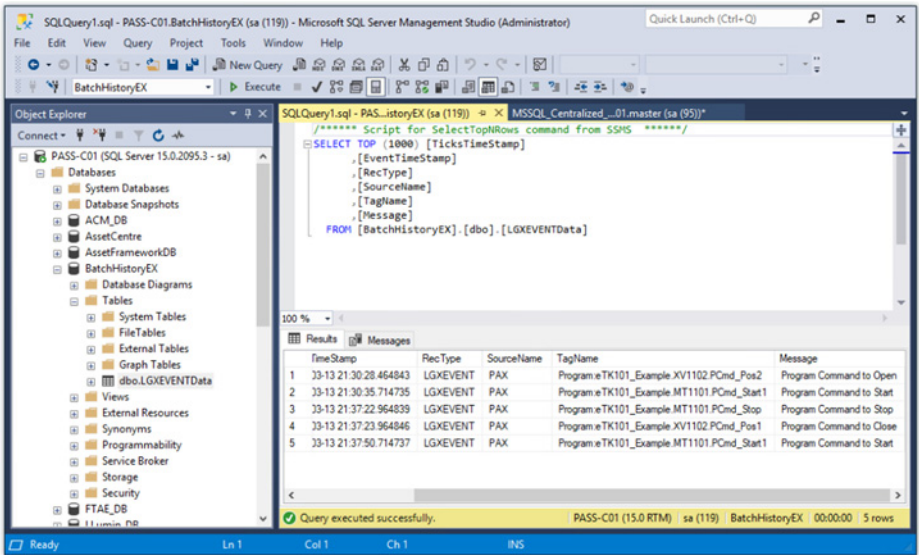 SQLQuery1.sql - PASS-C01.BatchHistoryEX (sa (119)) - Microsoft SQL Server Management Studio (Administrator)
Quick Launch (Ctrl+Q)
File Edit View Query Project Tools Window Help
New Query
BatchHistoryEX
Execute
Object Explorer
Connect
PASS-C01 (SQL Server 15.0.2095.3 - sa)
Databases
System Databases
Database Snapshots
ACM_DB
AssetCentre
AssetFrameworkDB
BatchHistoryEX
Database Diagrams
Tables
System Tables
FileTables
External Tables
Graph Tables
dbo.LGXEVENTData
Views
External Resources
Synonyms
Programmability
Service Broker
Storage
Security
FTAE_DB
SQLQuery1.sql - PAS...istoryEX (sa (119))
MSSQL_Centralized_...01.master (sa (95))*
/****** Script for SelectTopNRows command from SSMS ******/
SELECT TOP (1000) [TicksTimeStamp]
,[EventTimeStamp]
,[RecType]
,[SourceName]
,[TagName]
,[Message]
FROM [BatchHistoryEX].[dbo].[LGXEVENTData]
100 %
Results Messages
TimeStamp RecType SourceName TagName Message
1 03-13 21:30:28.464843 LGXEVENT PAX Program:eTK101_Example.XV1102.PCmd_Pos2 Program Command to Open
2 03-13 21:30:35.714735 LGXEVENT PAX Program:eTK101_Example.MT1101.PCmd_Start1 Program Command to Start
3 03-13 21:37:22.964839 LGXEVENT PAX Program:eTK101_Example.MT1101.PCmd_Stop Program Command to Stop
4 03-13 21:37:23.964846 LGXEVENT PAX Program:eTK101_Example.XV1102.PCmd_Pos1 Program Command to Close
5 03-13 21:37:50.714737 LGXEVENT PAX Program:eTK101_Example.MT1101.PCmd_Start1 Program Command to Start
Query executed successfully.
PASS-C01 (15.0 RTM) sa (119) BatchHistoryEX 00:00:00 5 rows
Ready Ln 1 Col 1 Ch 1 INS